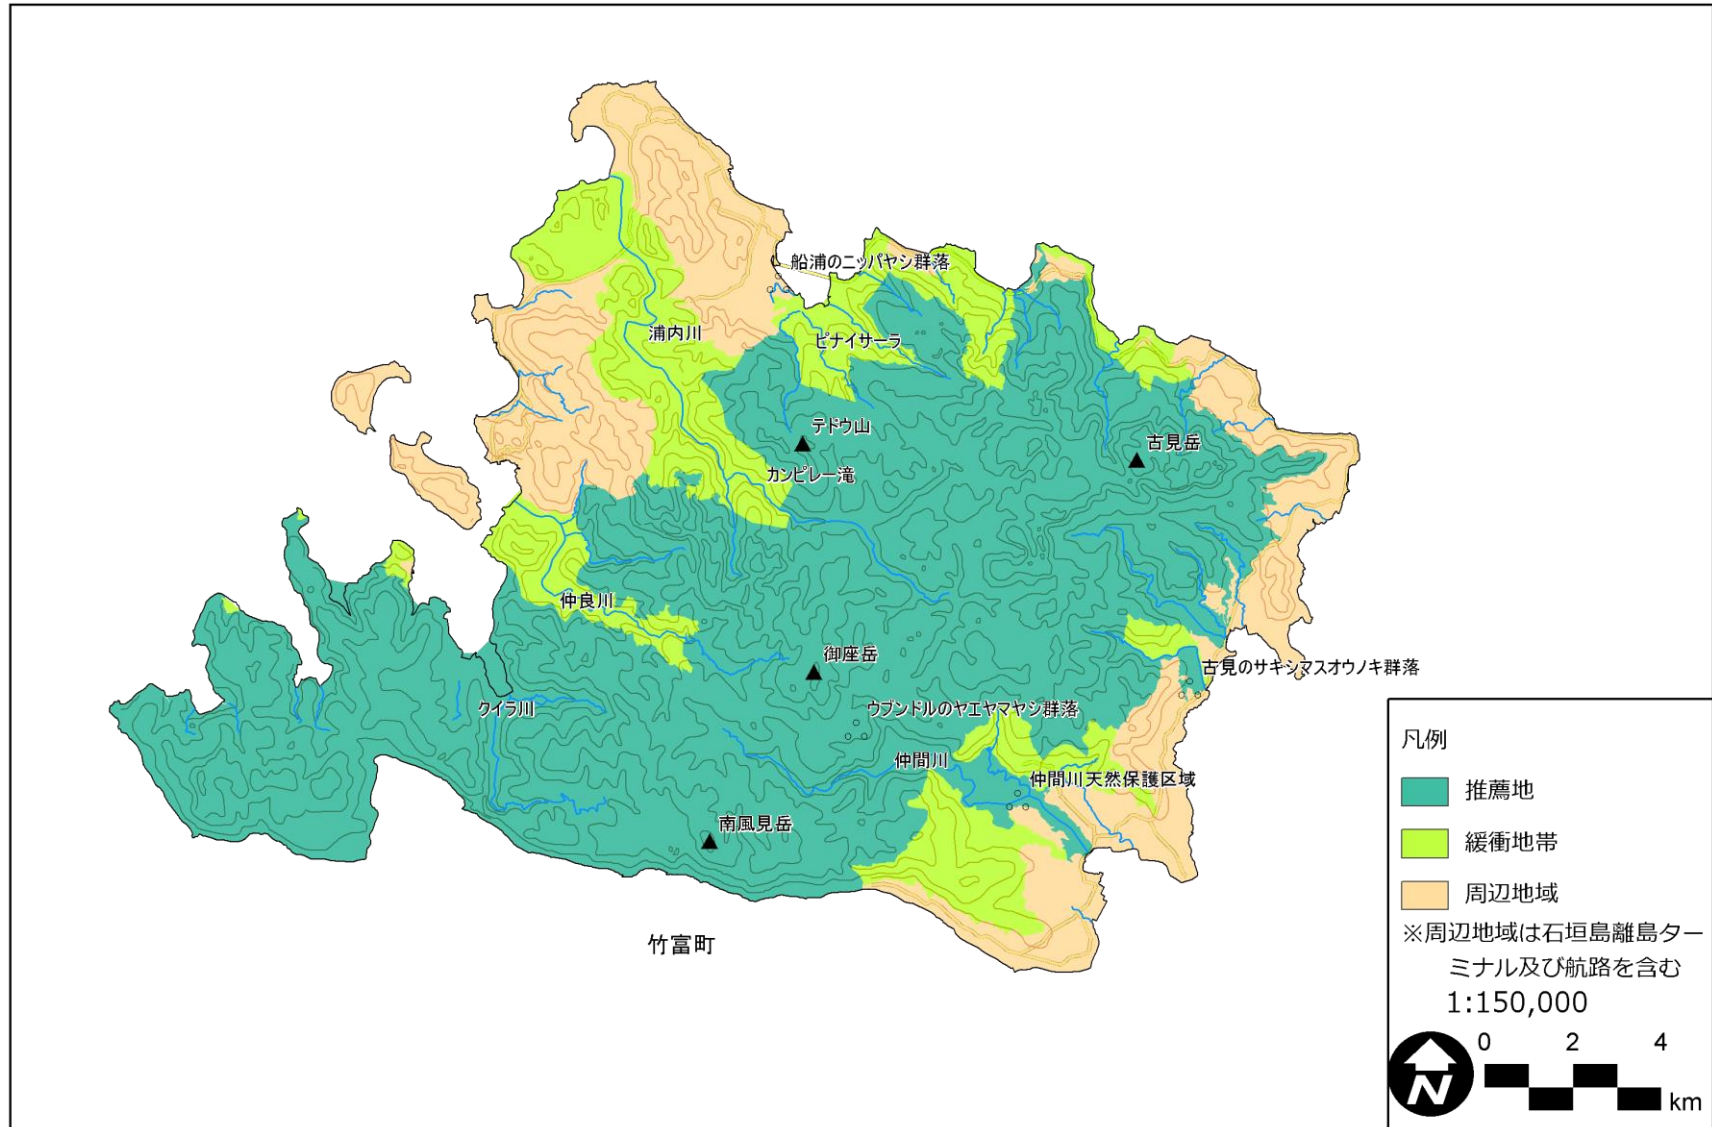 船浦のニッパヤシ群落
浦内川
ピナイサーラ
テドウ山
古見岳
カンピレー滝
仲良川
御座岳
古見のサキシマスオウノキ群落
クイラ川
ウブンドルのヤエヤマヤシ群落
仲間川
仲間川天然保護区域
南風見岳
竹富町
凡例
推薦地
緩衝地帯
周辺地域
※周辺地域は石垣島離島ター
ミナル及び航路を含む
1:150,000
0 2 4
N
km